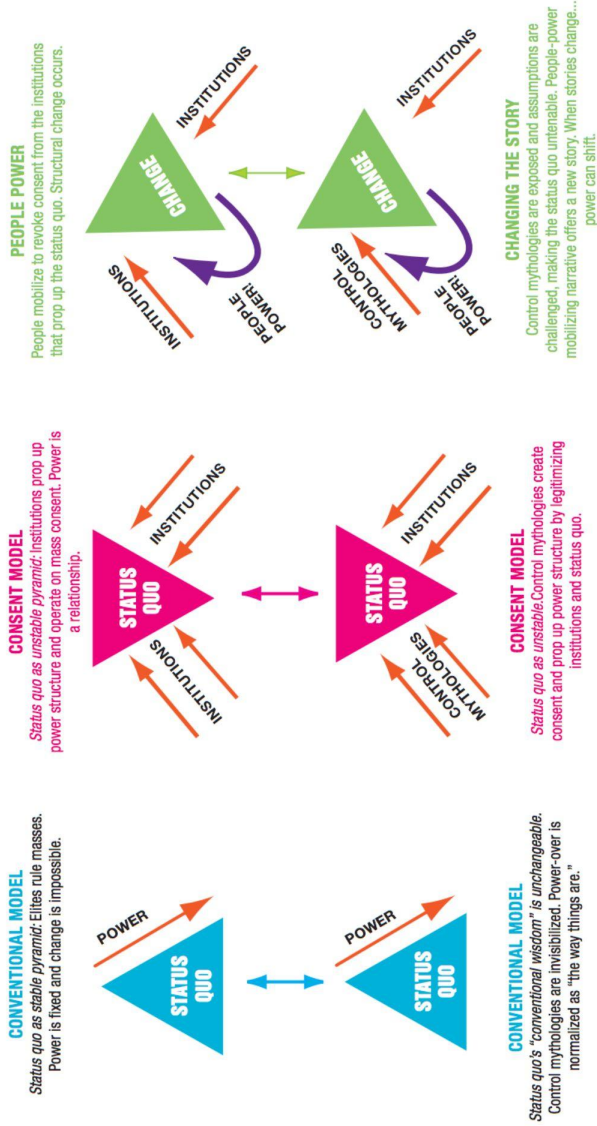 CONVENTIONAL MODEL
Status quo as stable pyramid: Elites rule masses.
Power is fixed and change is impossible.
POWER
STATUS
QUO
STATUS
QUO
POWER
CONVENTIONAL MODEL
Status quo's "conventional wisdom" is unchangeable.
Control mythologies are invisibilized. Power-over is
normalized as "the way things are."
CONSENT MODEL
Status quo as unstable pyramid: Institutions prop up
power structure and operate on mass consent. Power is
a relationship.
STATUS
QUO
INSTITUTIONS
INSTITUTIONS
STATUS
QUO
CONTROL
MYTHOLOGIES
INSTITUTIONS
CONSENT MODEL
Status quo as unstable.Control mythologies create
consent and prop up power structure by legitimizing
institutions and status quo.
PEOPLE POWER
People mobilize to revoke consent from the institutions
that prop up the status quo. Structural change occurs.
INSTITUTIONS
CHANGE
INSTITUTIONS
PEOPLE
POWER!
CONTROL
MYTHOLOGIES
CHANGE
INSTITUTIONS
PEOPLE
POWER!
CHANGING THE STORY
Control mythologies are exposed and assumptions are
challenged, making the status quo untenable. People-power
mobilizing narrative offers a new story. When stories change...
power can shift.